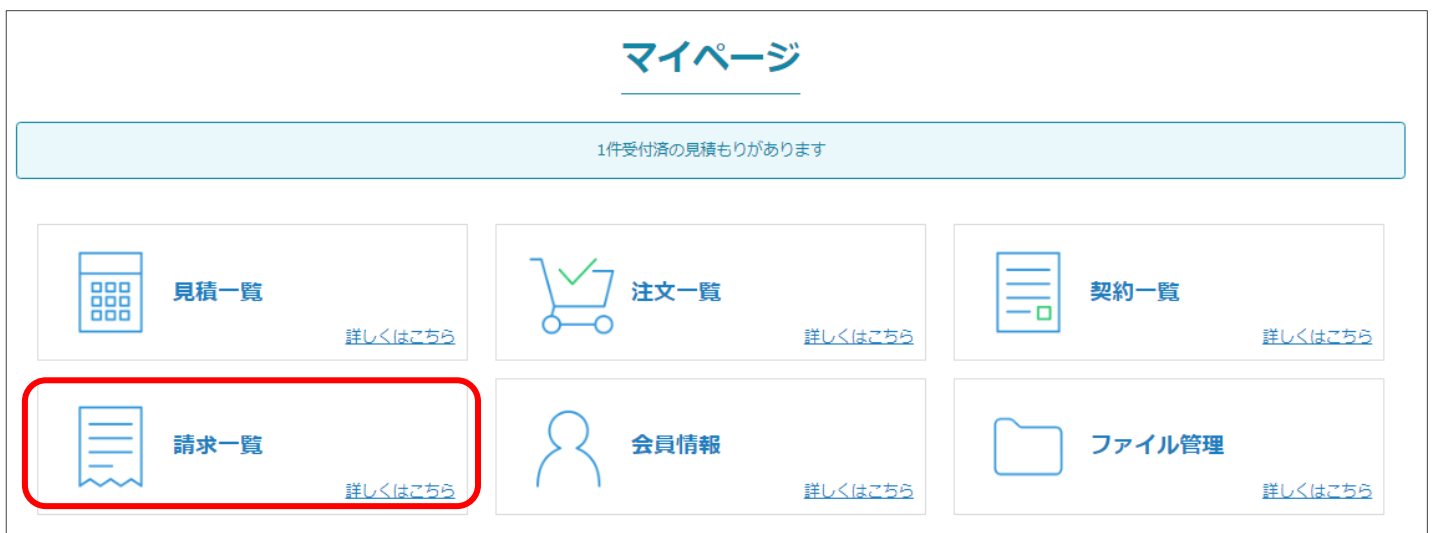 マイページ
1件受付済の見積もりがあります
見積一覧
詳しくはこちら
注文一覧
詳しくはこちら
契約一覧
詳しくはこちら
請求一覧
詳しくはこちら
会員情報
詳しくはこちら
ファイル管理
詳しくはこちら